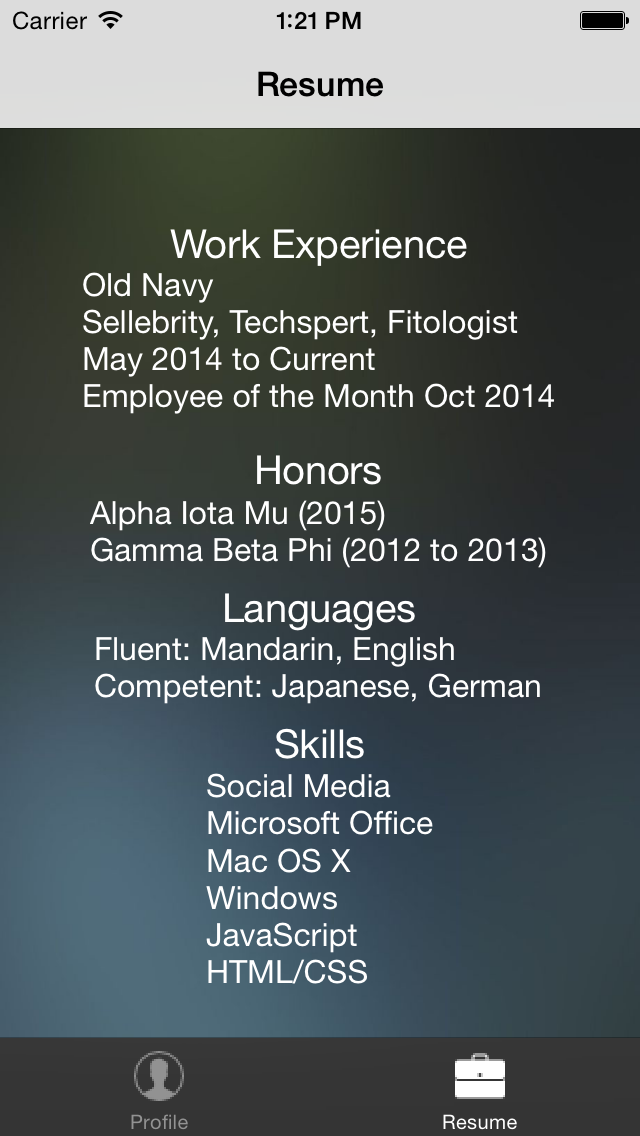 Carrier 1:21 PM
Resume
Work Experience
Old Navy
Sellebrity, Techspert, Fitologist
May 2014 to Current
Employee of the Month Oct 2014
Honors
Alpha Iota Mu (2015)
Gamma Beta Phi (2012 to 2013)
Languages
Fluent: Mandarin, English
Competent: Japanese, German
Skills
Social Media
Microsoft Office
Mac OS X
Windows
JavaScript
HTML/CSS
Profile Resume